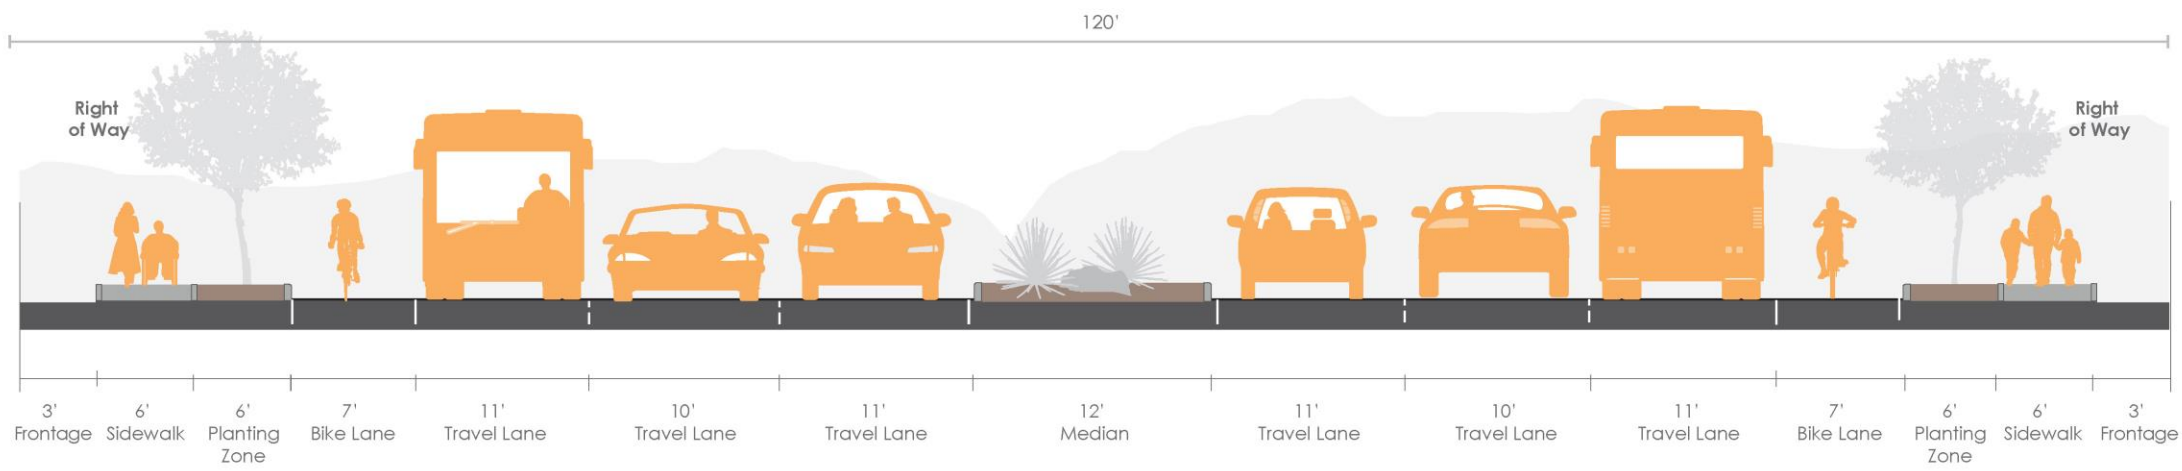 120'
Right
of Way
Right
of Way
3' 6' 6' 7' 11' 10' 11' 12' 11' 10' 11' 7' 6' 6' 3'
Frontage Sidewalk Planting Bike Lane Travel Lane Travel Lane Travel Lane Median Travel Lane Travel Lane Travel Lane Bike Lane Planting Sidewalk Frontage
Zone Zone